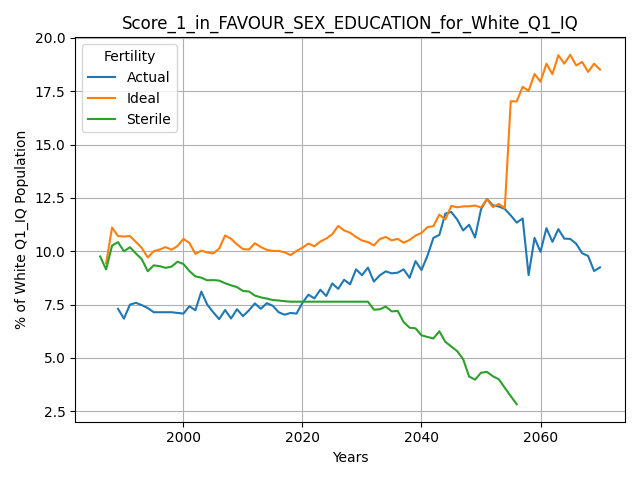 Score_1_in_FAVOUR_SEX_EDUCATION_for_White_Q1_IQ
Fertility
Actual
Ideal
Sterile
% of White Q1_IQ Population
20.0
17.5
15.0
12.5
10.0
7.5
5.0
2.5
2000
2020
2040
2060
Years